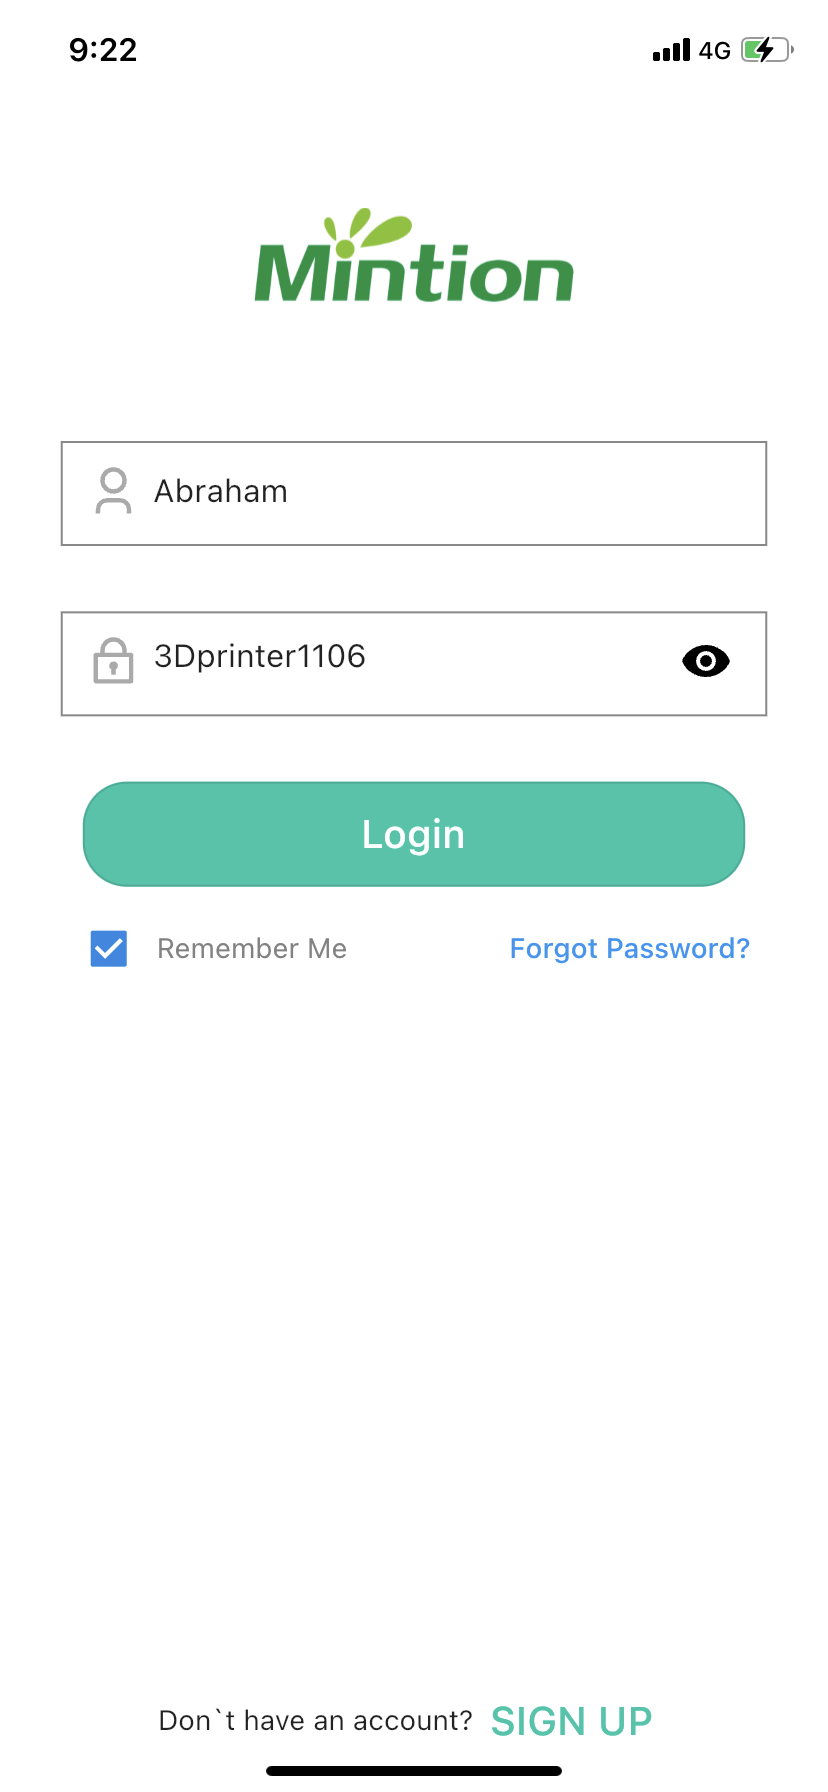 9:22 4G
Mintion
Abraham
3Dprinter1106
Login
Remember Me Forgot Password?
Don`t have an account? SIGN UP